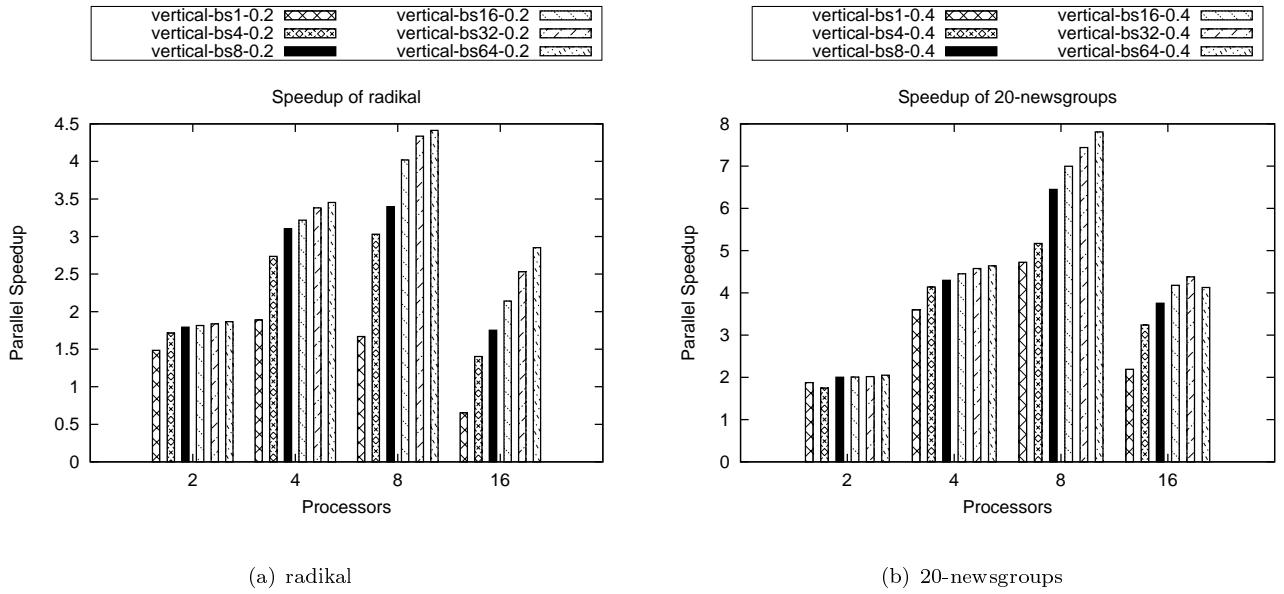 vertical-bs1-0.2 vertical-bs16-0.2
vertical-bs4-0.2 vertical-bs32-0.2
vertical-bs8-0.2 vertical-bs64-0.2
Speedup of radikal
4.5
4
3.5
3
2.5
2
1.5
1
0.5
0
Parallel Speedup
2 4 8 16
Processors
(a) radikal
vertical-bs1-0.4 vertical-bs16-0.4
vertical-bs4-0.4 vertical-bs32-0.4
vertical-bs8-0.4 vertical-bs64-0.4
Speedup of 20-newsgroups
8
7
6
5
4
3
2
1
0
Parallel Speedup
2 4 8 16
Processors
(b) 20-newsgroups